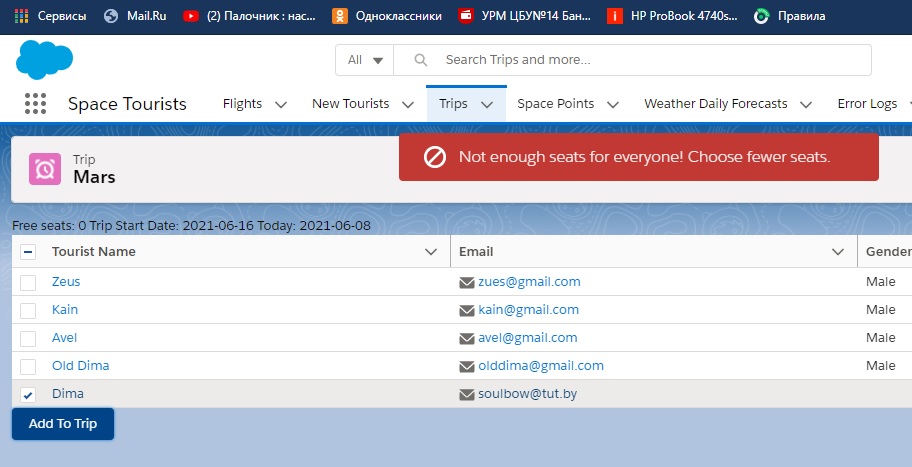 Сервисы Mail.Ru (2) Палочник : нас... Одноклассники УРМ ЦБУ№14 Бан... HP ProBook 4740s... Правила
All Search Trips and more...
Space Tourists Flights New Tourists Trips Space Points Weather Daily Forecasts Error Logs
Not enough seats for everyone! Choose fewer seats.
Trip
Mars
Free seats: 0 Trip Start Date: 2021-06-16 Today: 2021-06-08
Tourist Name Email Gender
Zeus zues@gmail.com Male
Kain kain@gmail.com Male
Avel avel@gmail.com Male
Old Dima olddima@gmail.com Male
Dima soulbow@tut.by
Add To Trip